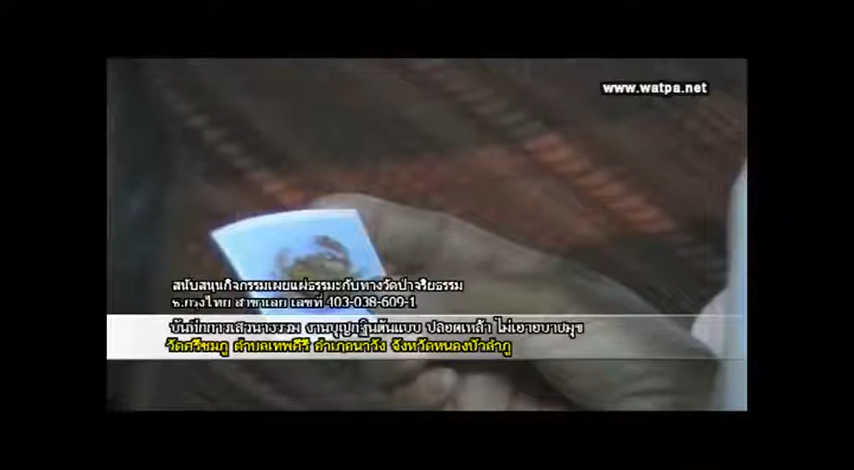 www.watpa.net
สนับสนุนกิจกรรมเผยแผ่ธรรมะกับทางวัดป่าจริยธรรม
ธ.กรุงไทย สาขาเลย เลขที่ 403-038-609-1
บันทึกการเสวนาธรรม งานบุญกฐินต้นแบบ ปลอดเหล้า ไม่เอาอบายมุข
วัดศรีชมภู ตำบลเทพคีรี อำเภอนาวัง จังหวัดหนองบัวลำภู